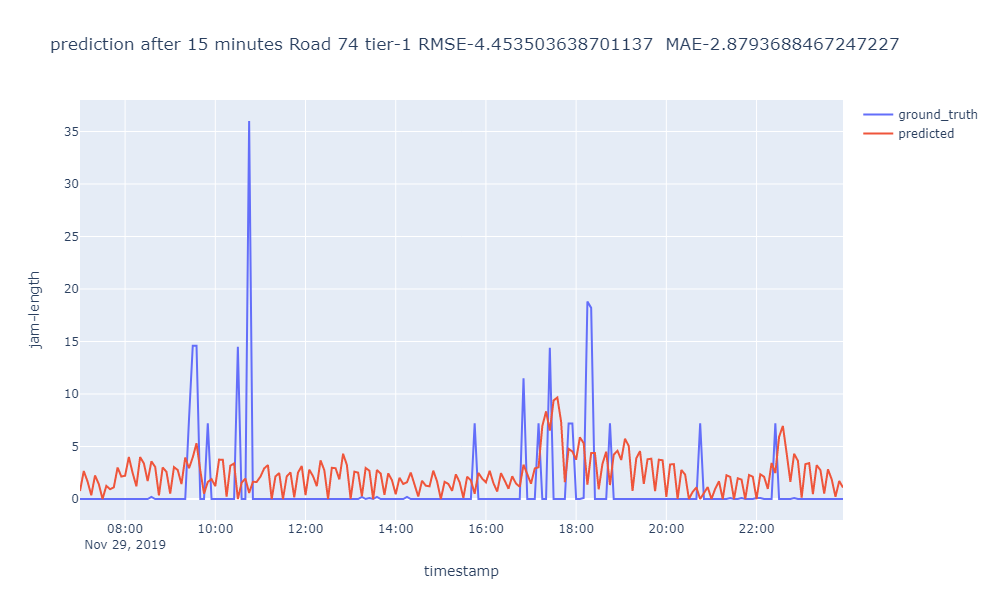 prediction after 15 minutes Road 74 tier-1 RMSE-4.453503638701137  MAE-2.8793688467247227
ground_truth
predicted
35
30
25
20
15
10
5
0
jam-length
08:00 10:00 12:00 14:00 16:00 18:00 20:00 22:00
Nov 29, 2019
timestamp